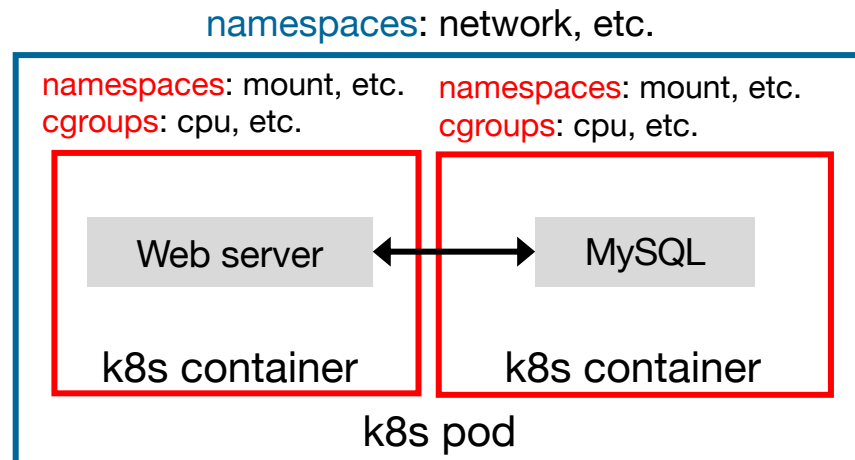 namespaces: network, etc.
namespaces: mount, etc.
cgroups: cpu, etc.
namespaces: mount, etc.
cgroups: cpu, etc.
Web server
MySQL
k8s container
k8s container
k8s pod